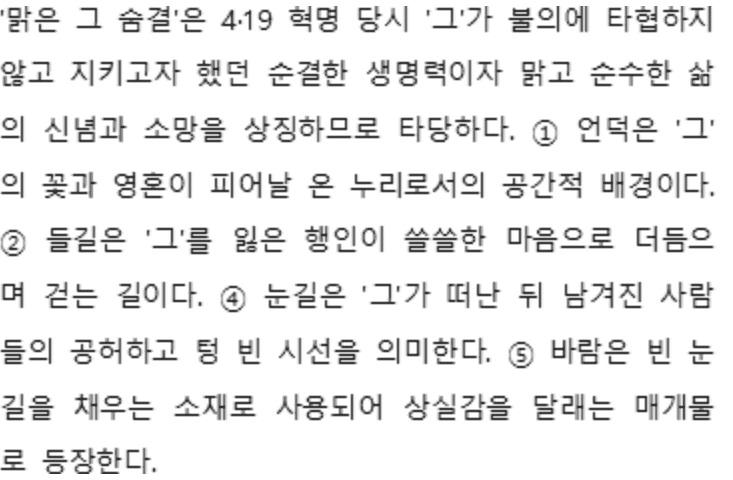 '맑은 그 숨결'은 4·19 혁명 당시 '그'가 불의에 타협하지
않고 지키고자 했던 순결한 생명력이자 맑고 순수한 삶
의 신념과 소망을 상징하므로 타당하다. ① 언덕은 '그'
의 꽃과 영혼이 피어날 온 누리로서의 공간적 배경이다.
② 들길은 '그'를 잃은 행인이 쓸쓸한 마음으로 더듬으
며 걷는 길이다. ④ 눈길은 '그'가 떠난 뒤 남겨진 사람
들의 공허하고 텅 빈 시선을 의미한다. ⑤ 바람은 빈 눈
길을 채우는 소재로 사용되어 상실감을 달래는 매개물
로 등장한다.